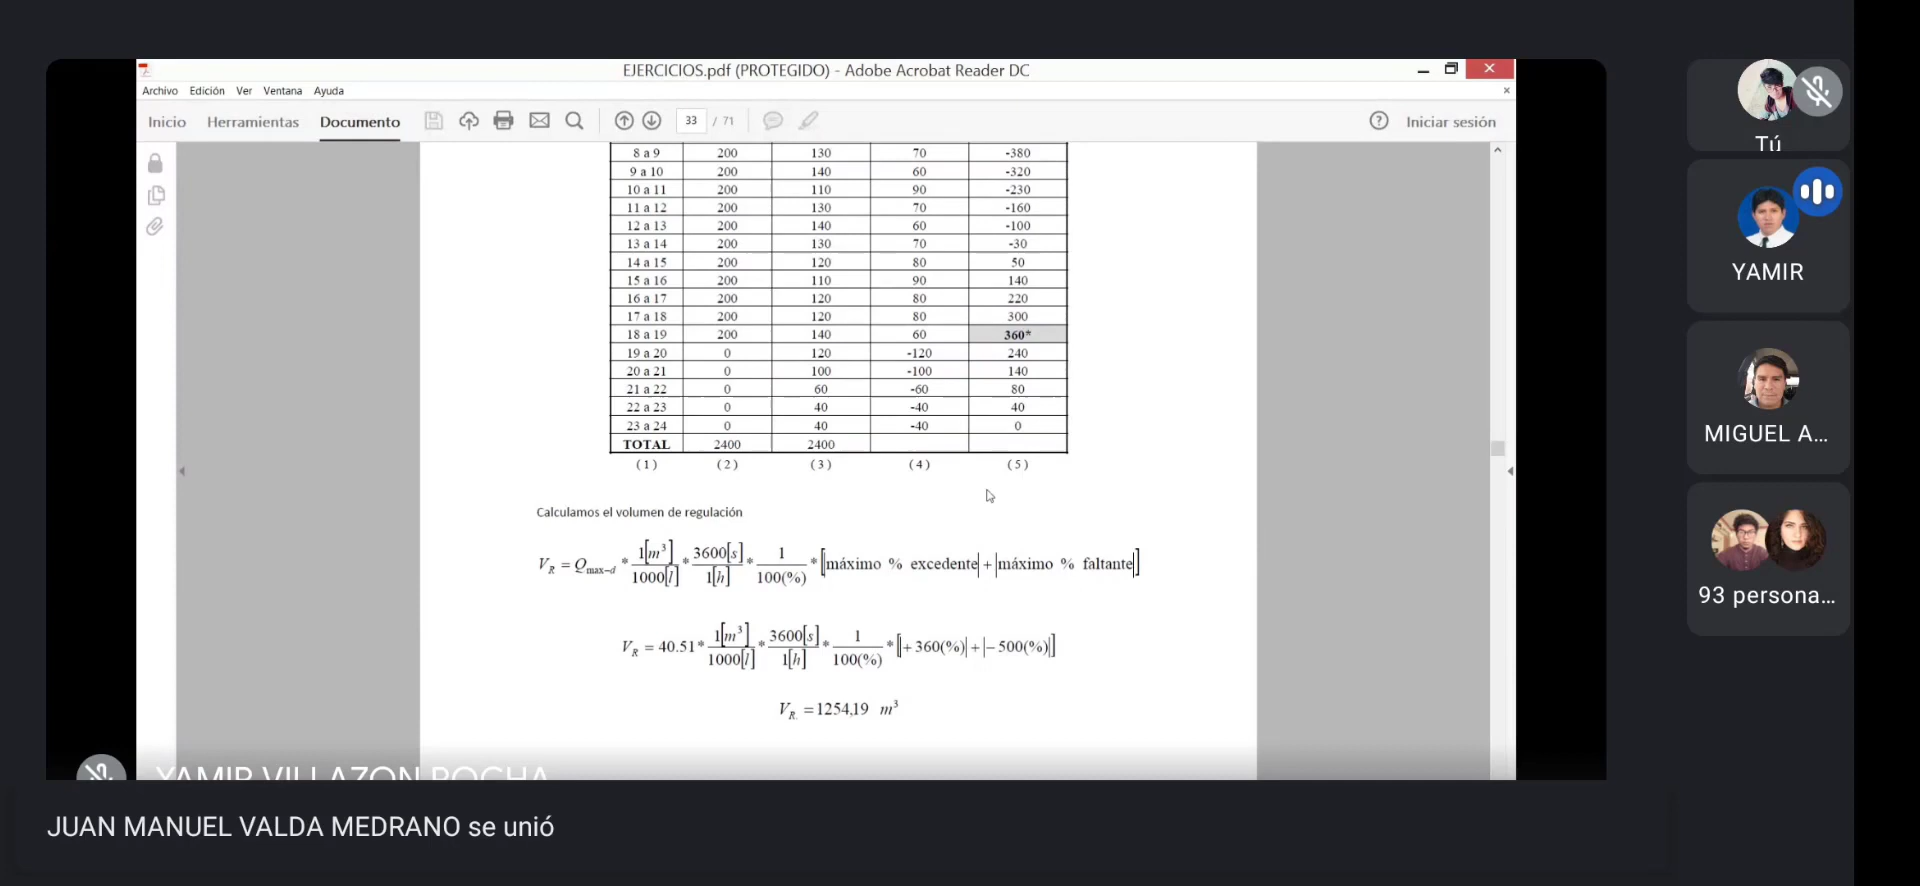 EJERCICIOS.pdf (PROTEGIDO) - Adobe Acrobat Reader DC
Archivo Edición Ver Ventana Ayuda
Inicio Herramientas Documento 33 / 71 Iniciar sesión
8 a 9 200 130 70 -380
9 a 10 200 140 60 -320
10 a 11 200 110 90 -230
11 a 12 200 130 70 -160
12 a 13 200 140 60 -100
13 a 14 200 130 70 -30
14 a 15 200 120 80 50
15 a 16 200 110 90 140
16 a 17 200 120 80 220
17 a 18 200 120 80 300
18 a 19 200 140 60 360*
19 a 20 0 120 -120 240
20 a 21 0 100 -100 140
21 a 22 0 60 -60 80
22 a 23 0 40 -40 40
23 a 24 0 40 -40 0
TOTAL 2400 2400
(1) (2) (3) (4) (5)
Calculamos el volumen de regulación
V_R = Q_max-d * 1[m³]/1000[l] * 3600[s]/1[h] * 1/100(%) * [|máximo % excedente| + |máximo % faltante|]
V_R = 40.51 * 1[m³]/1000[l] * 3600[s]/1[h] * 1/100(%) * [|+360(%)| + |-500(%)|]
V_R. = 1254,19 m³
YAMIR VILLAZON ROCHA
JUAN MANUEL VALDA MEDRANO se unió
Tú
YAMIR
MIGUEL A...
93 persona...